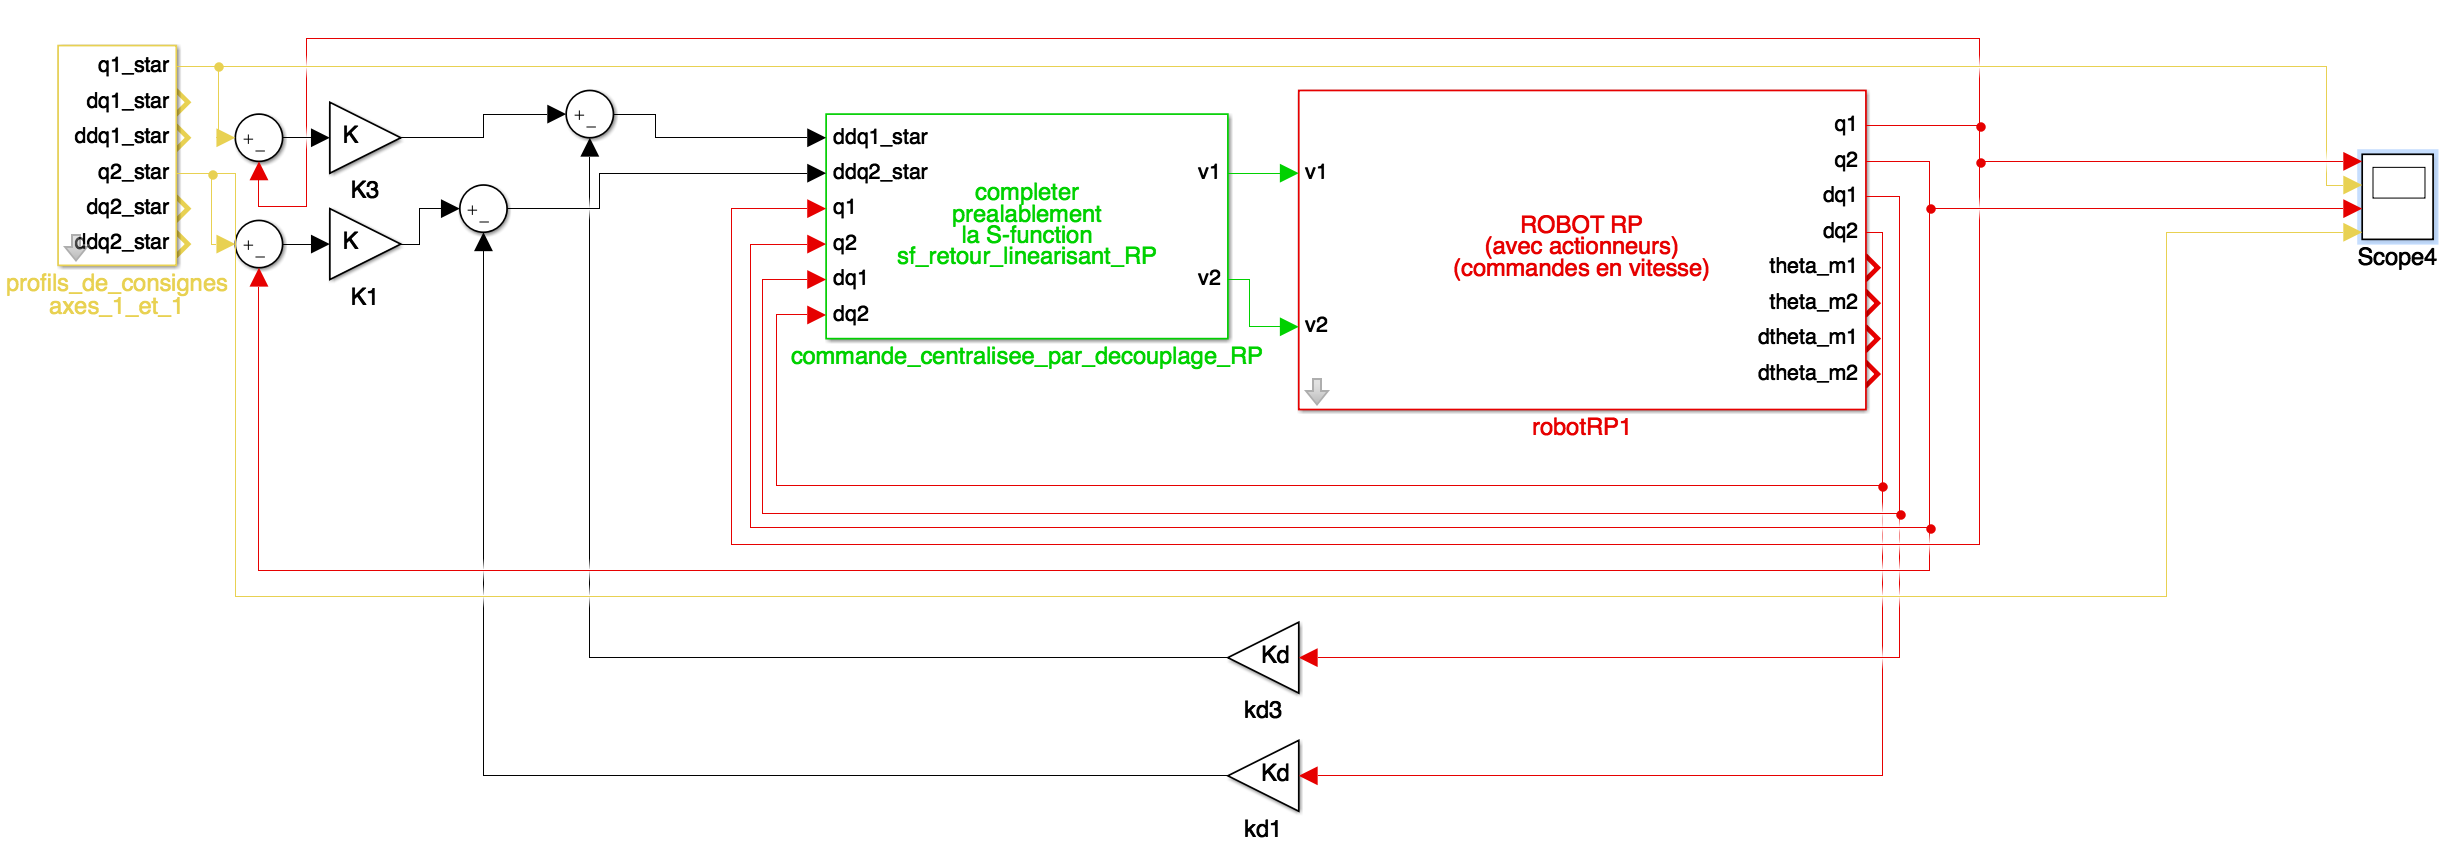 q1_star
dq1_star
ddq1_star
q2_star
dq2_star
ddq2_star
profils_de_consignes
axes_1_et_1
+
_
K
K3
+
_
K
K1
+
_
+
_
ddq1_star
ddq2_star
q1
q2
dq1
dq2
completer
prealablement
la S-function
sf_retour_linearisant_RP
v1
v2
commande_centralisee_par_decouplage_RP
v1
v2
ROBOT RP
(avec actionneurs)
(commandes en vitesse)
q1
q2
dq1
dq2
theta_m1
theta_m2
dtheta_m1
dtheta_m2
robotRP1
Scope4
Kd
kd3
Kd
kd1